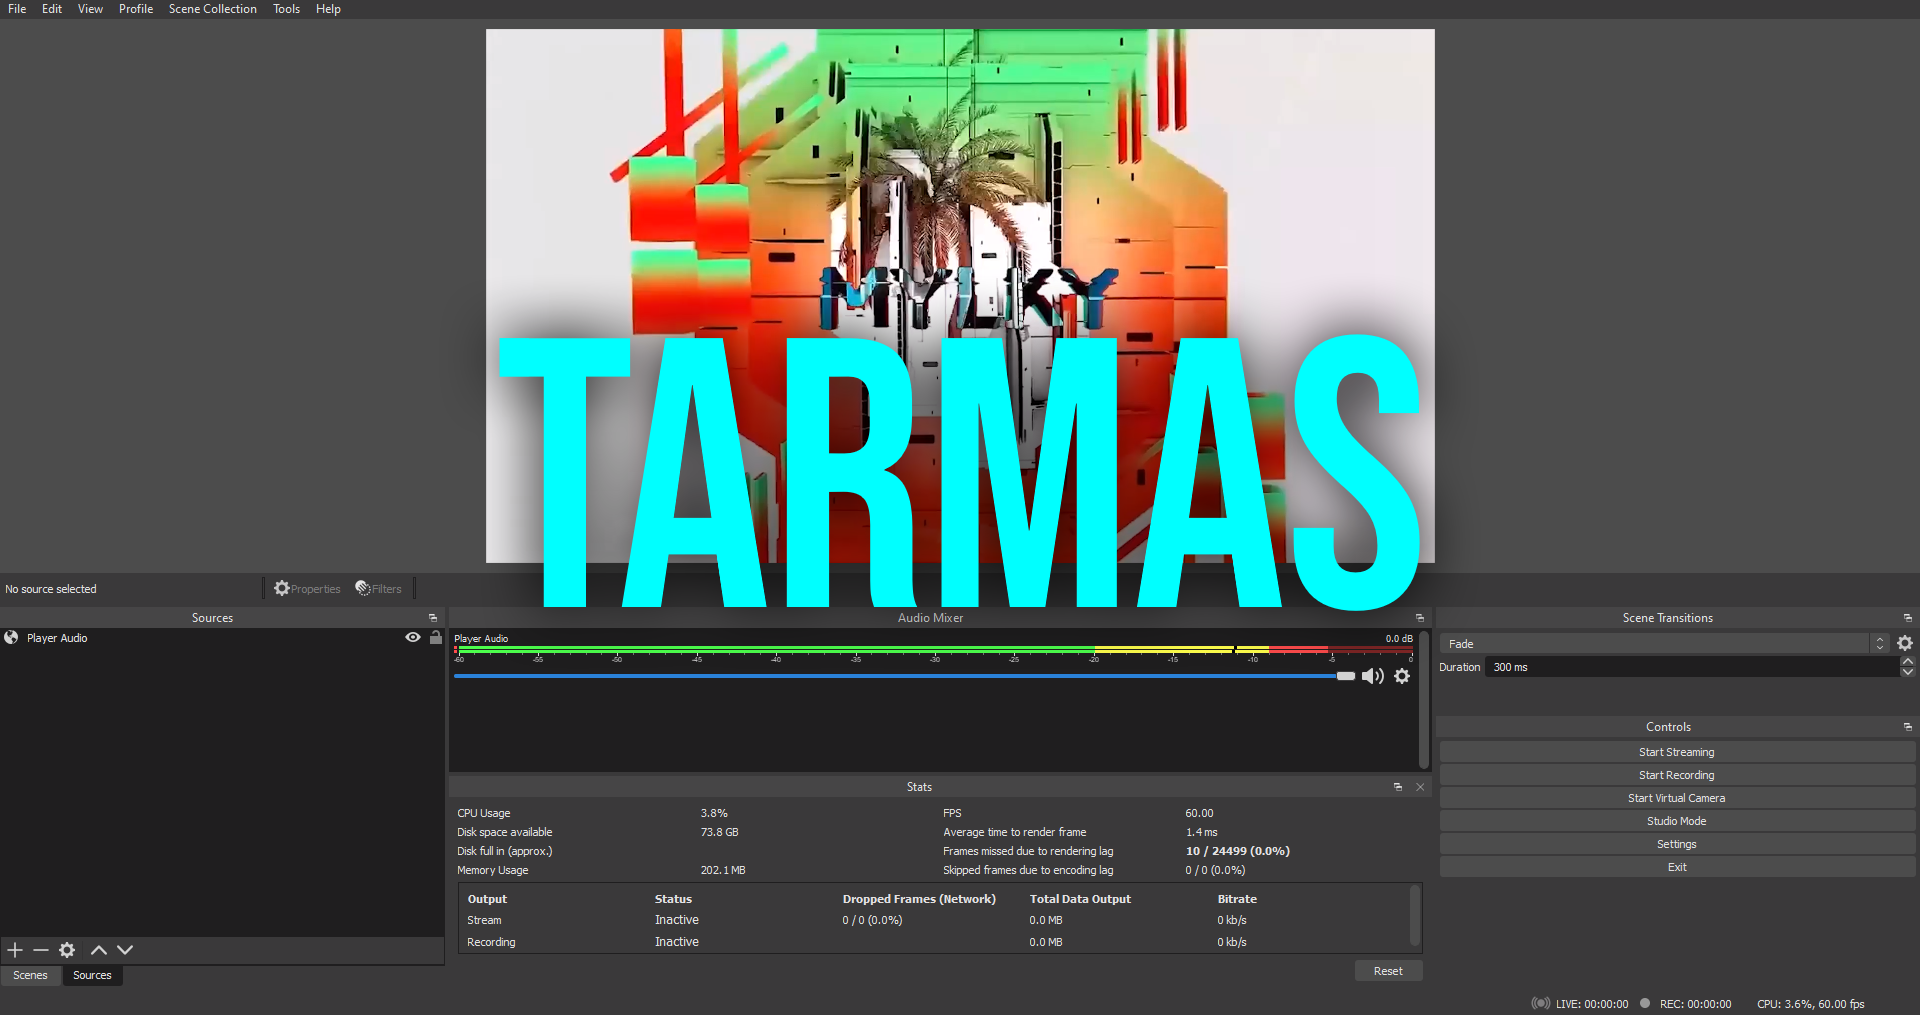 File Edit View Profile Scene Collection Tools Help
MYLKY
TARMAS
No source selected Properties Filters
Sources
Player Audio
Scenes Sources
Audio Mixer
Player Audio 0.0 dB
-60 -55 -50 -45 -40 -35 -30 -25 -20 -15 -10 -5 0
Stats
CPU Usage 3.8% FPS 60.00
Disk space available 73.8 GB Average time to render frame 1.4 ms
Disk full in (approx.) Frames missed due to rendering lag 10 / 24499 (0.0%)
Memory Usage 202.1 MB Skipped frames due to encoding lag 0 / 0 (0.0%)
Output Status Dropped Frames (Network) Total Data Output Bitrate
Stream Inactive 0 / 0 (0.0%) 0.0 MB 0 kb/s
Recording Inactive 0.0 MB 0 kb/s
Reset
Scene Transitions
Fade
Duration 300 ms
Controls
Start Streaming
Start Recording
Start Virtual Camera
Studio Mode
Settings
Exit
LIVE: 00:00:00 REC: 00:00:00 CPU: 3.6%, 60.00 fps